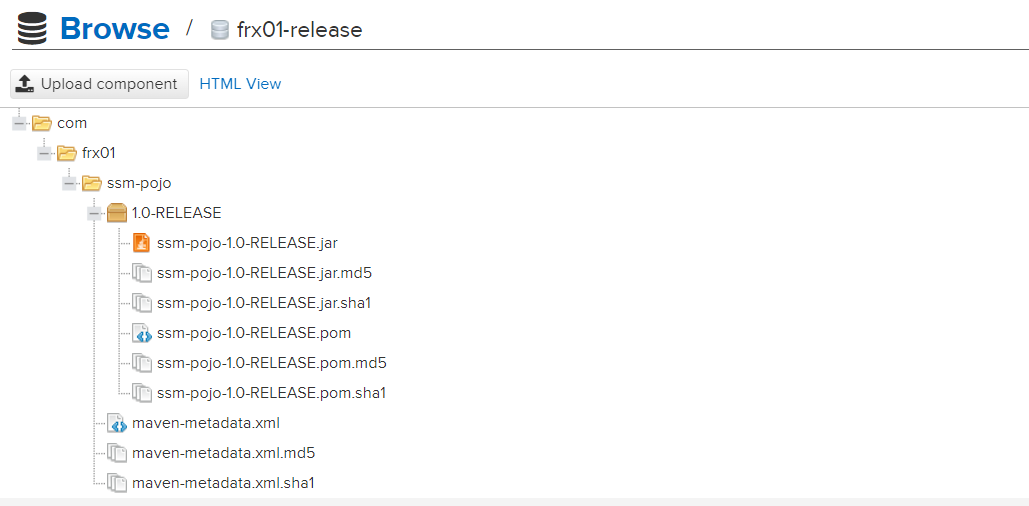 Browse / frx01-release
Upload component HTML View
com
frx01
ssm-pojo
1.0-RELEASE
ssm-pojo-1.0-RELEASE.jar
ssm-pojo-1.0-RELEASE.jar.md5
ssm-pojo-1.0-RELEASE.jar.sha1
ssm-pojo-1.0-RELEASE.pom
ssm-pojo-1.0-RELEASE.pom.md5
ssm-pojo-1.0-RELEASE.pom.sha1
maven-metadata.xml
maven-metadata.xml.md5
maven-metadata.xml.sha1